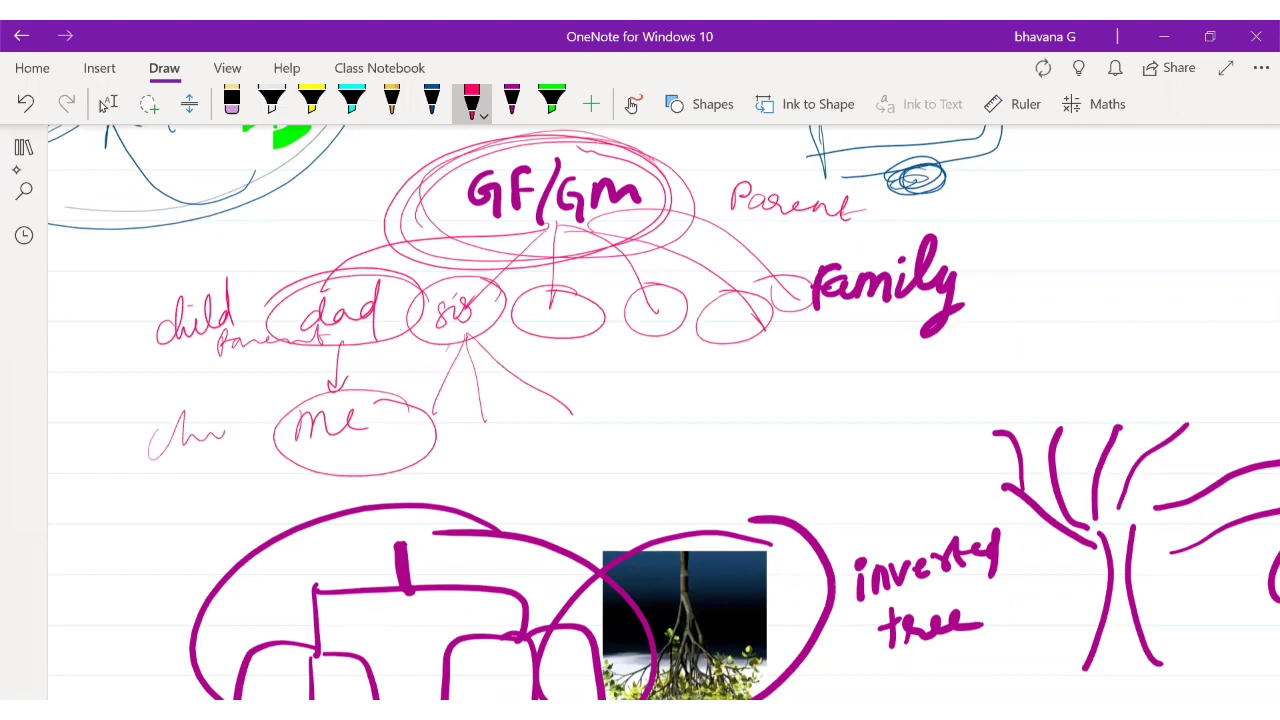 OneNote for Windows 10
bhavana G
Home Insert Draw View Help Class Notebook Share
Shapes Ink to Shape Ink to Text Ruler Maths
GF/GM
Parent
family
child
dad
sis
parent
me
inverted
tree